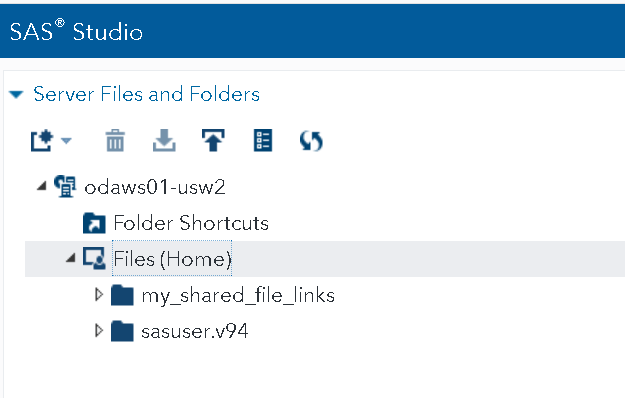 SAS® Studio
Server Files and Folders
odaws01-usw2
Folder Shortcuts
Files (Home)
my_shared_file_links
sasuser.v94